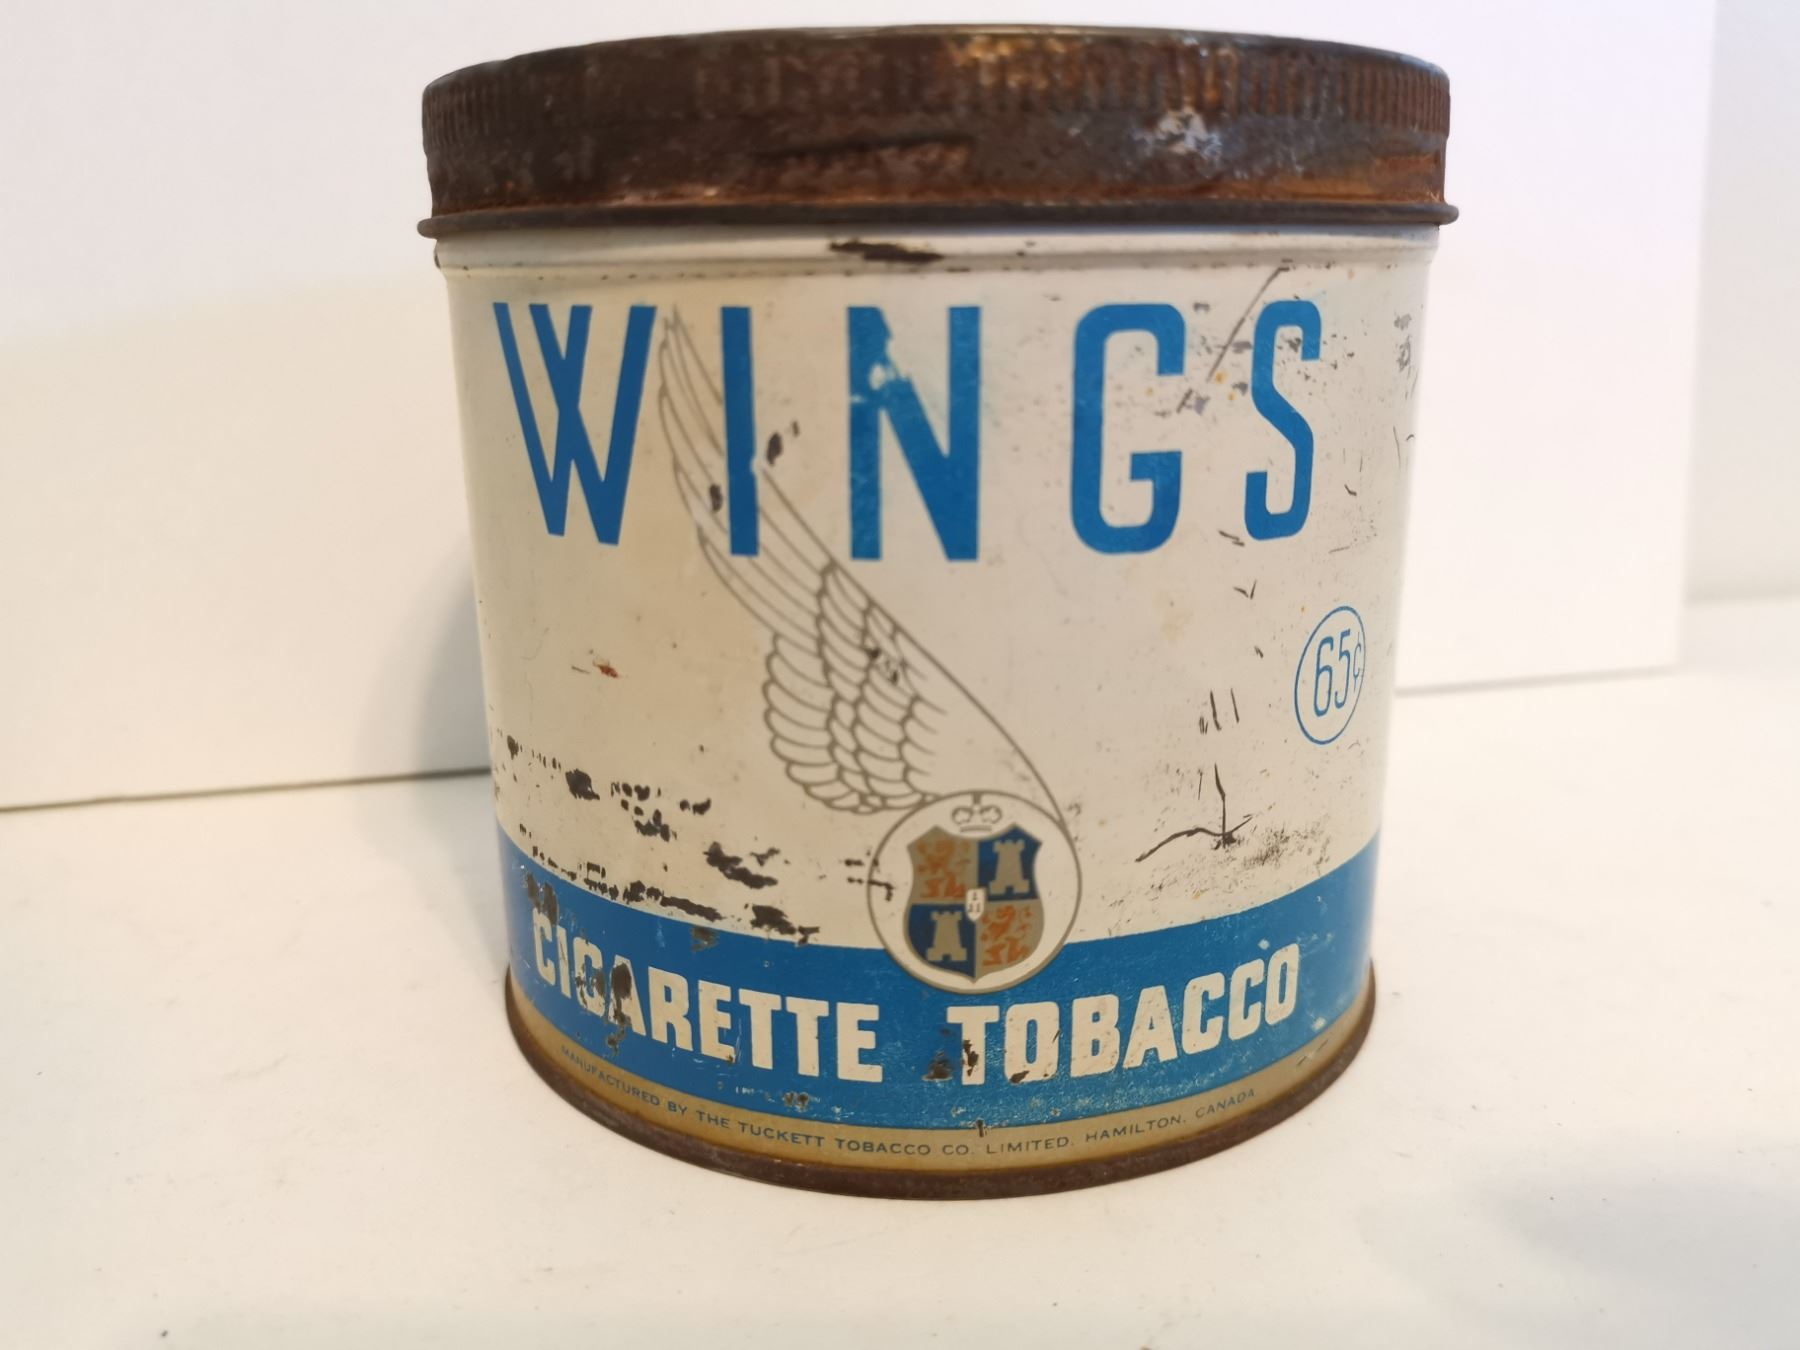 WINGS
65¢
CIGARETTE TOBACCO
MANUFACTURED BY THE TUCKETT TOBACCO CO. LIMITED. HAMILTON. CANADA